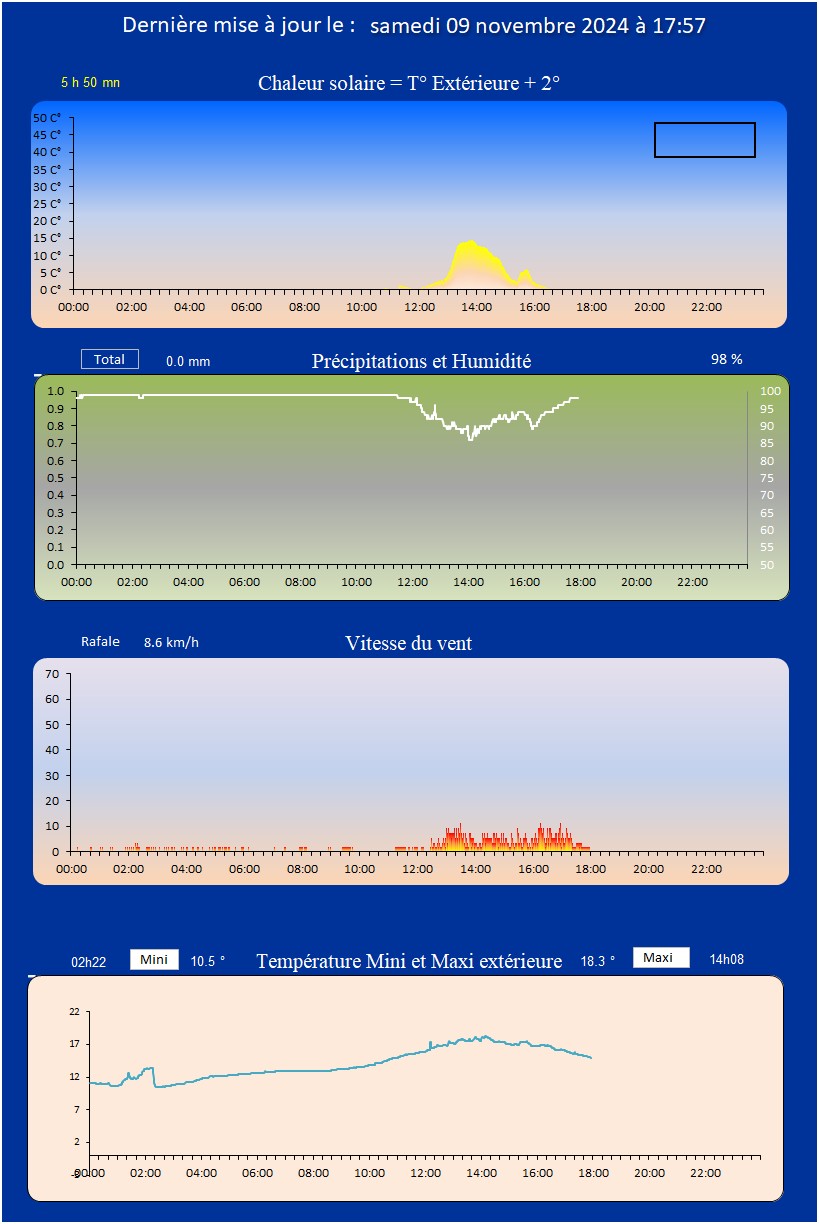 Dernière mise à jour le : samedi 09 novembre 2024 à 17:57
5 h 50 mn Chaleur solaire = T° Extérieure + 2°
50 C°
45 C°
40 C°
35 C°
30 C°
25 C°
20 C°
15 C°
10 C°
5 C°
0 C°
00:00 02:00 04:00 06:00 08:00 10:00 12:00 14:00 16:00 18:00 20:00 22:00
Total 0.0 mm Précipitations et Humidité 98 %
1.0 100
0.9 95
0.8 90
0.7 85
0.6 80
0.5 75
0.4 70
0.3 65
0.2 60
0.1 55
0.0 50
00:00 02:00 04:00 06:00 08:00 10:00 12:00 14:00 16:00 18:00 20:00 22:00
Rafale 8.6 km/h Vitesse du vent
70
60
50
40
30
20
10
0
00:00 02:00 04:00 06:00 08:00 10:00 12:00 14:00 16:00 18:00 20:00 22:00
02h22 Mini 10.5 ° Température Mini et Maxi extérieure 18.3 ° Maxi 14h08
22
17
12
7
2
-3
00:00 02:00 04:00 06:00 08:00 10:00 12:00 14:00 16:00 18:00 20:00 22:00